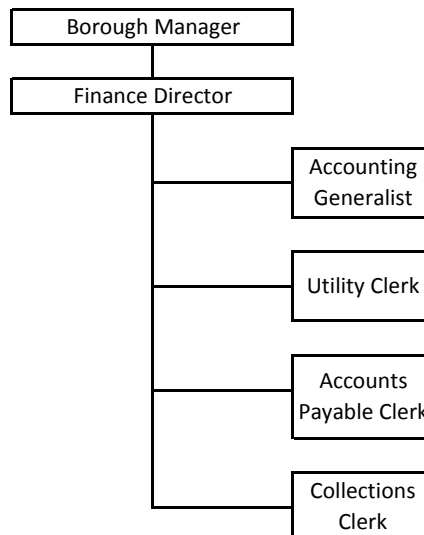 Borough Manager
Finance Director
Accounting
Generalist
Utility Clerk
Accounts
Payable Clerk
Collections
Clerk